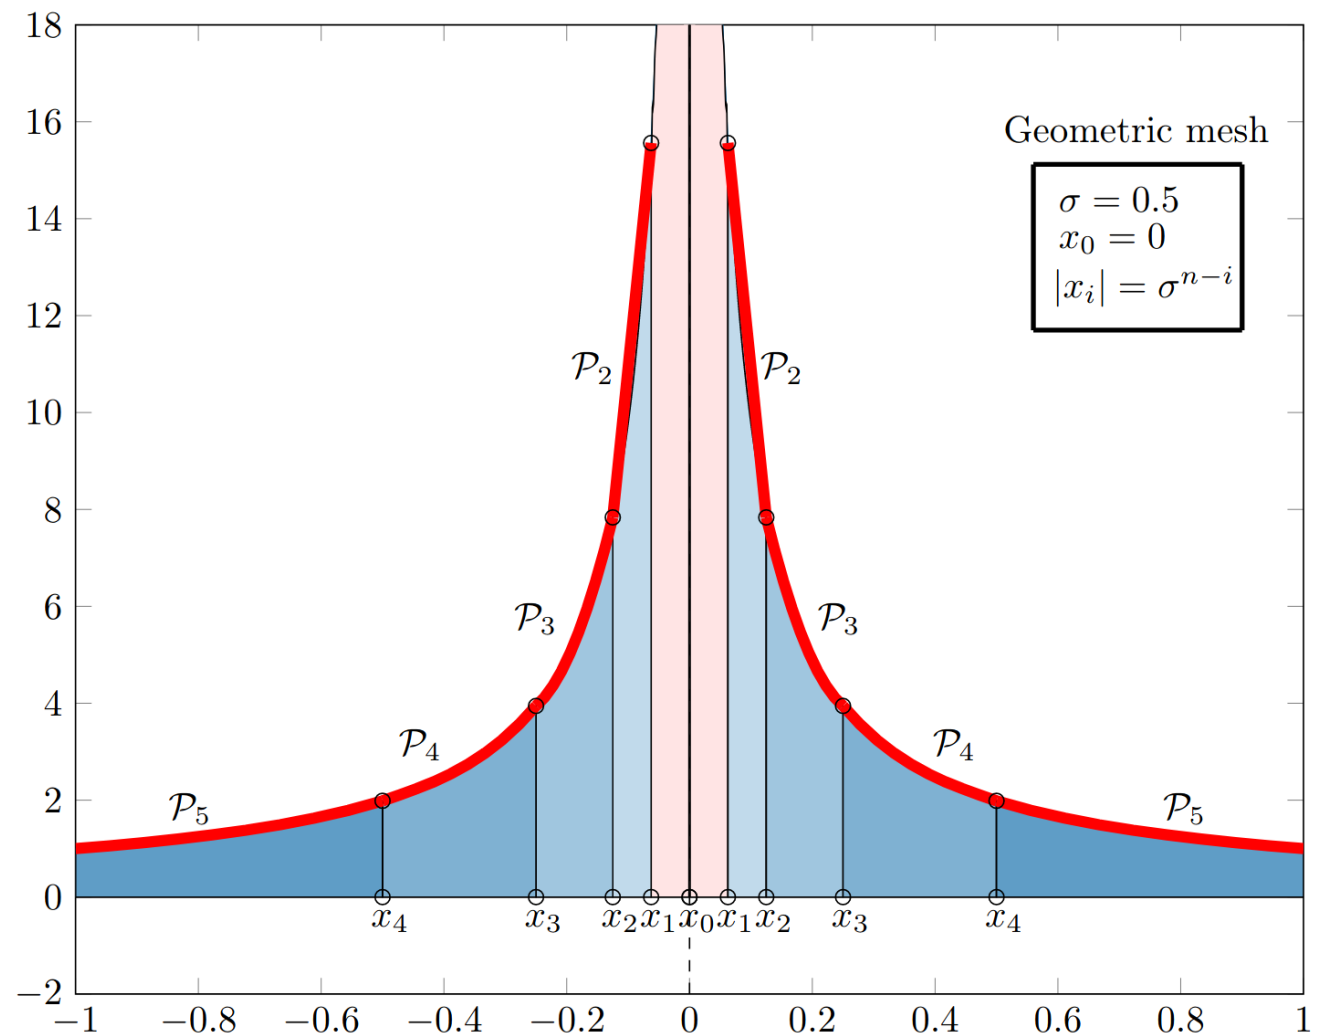 18
16
Geometric mesh
σ = 0.5
x₀ = 0
|xᵢ| = σⁿ⁻ⁱ
14
12
𝒫₂ 𝒫₂
10
8
6
𝒫₃ 𝒫₃
4
𝒫₄ 𝒫₄
2
𝒫₅ 𝒫₅
0
x₄ x₃ x₂ x₁ x₀ x₁ x₂ x₃ x₄
−2
−1 −0.8 −0.6 −0.4 −0.2 0 0.2 0.4 0.6 0.8 1